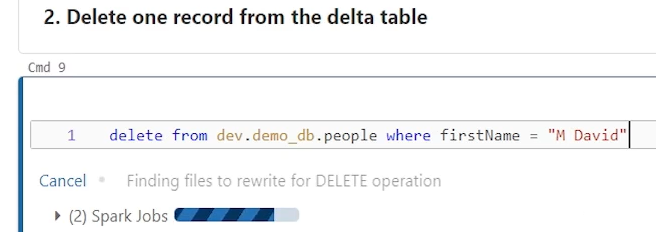 2. Delete one record from the delta table
Cmd 9
1 delete from dev.demo_db.people where firstName = "M David"
Cancel Finding files to rewrite for DELETE operation
(2) Spark Jobs